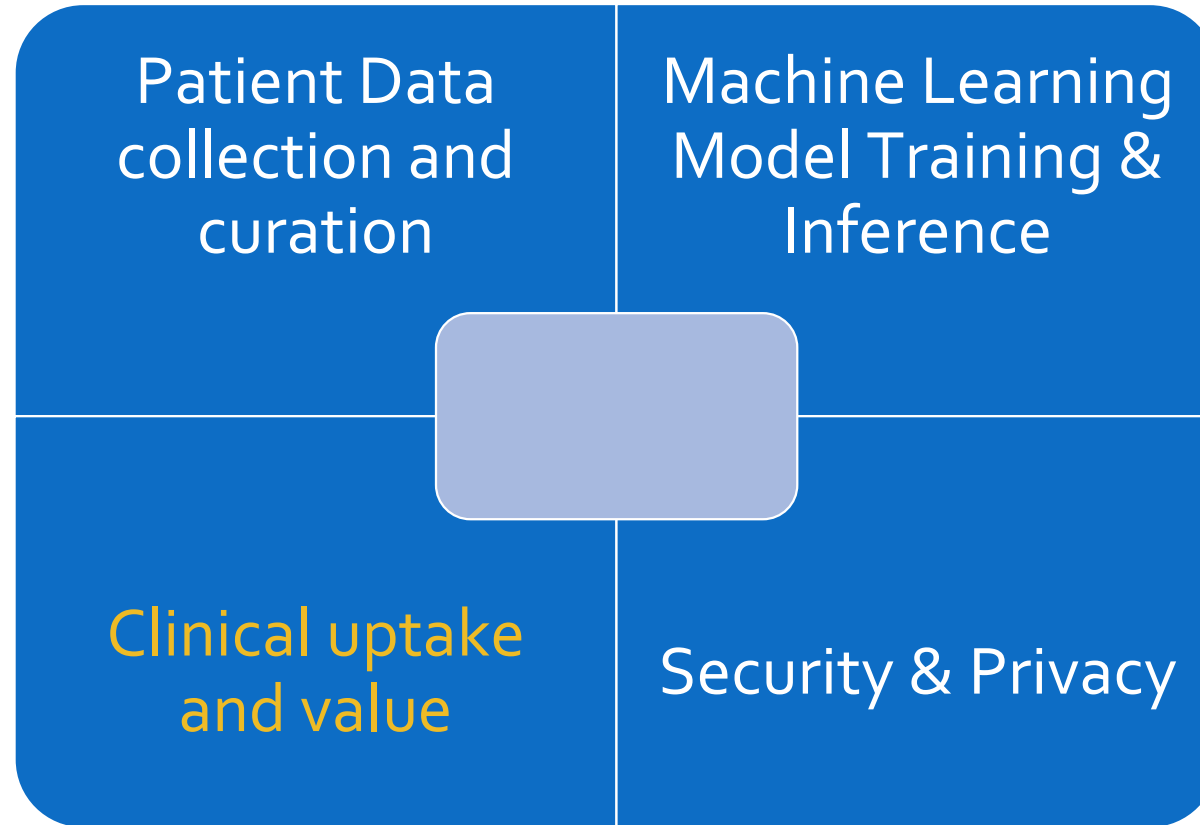 Patient Data
collection and
curation
Machine Learning
Model Training &
Inference
Clinical uptake
and value
Security & Privacy